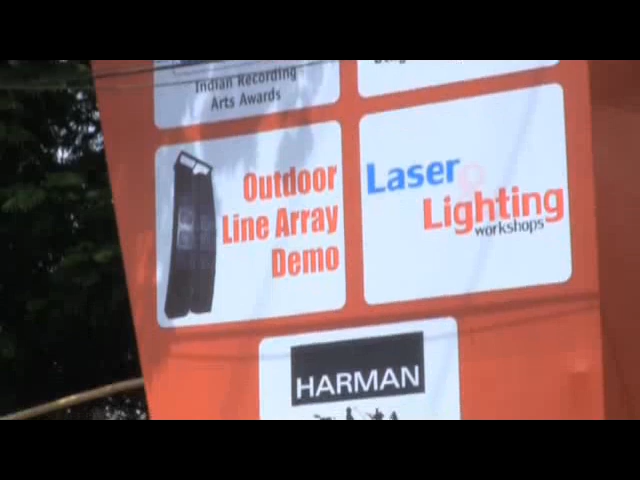 Indian Recording
Arts Awards
Outdoor
Line Array
Demo
Laser
Lighting
workshops
HARMAN